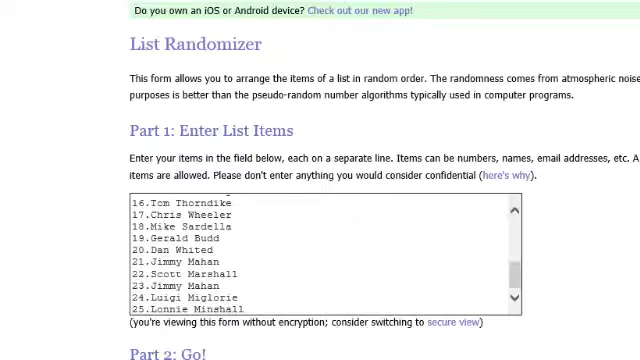 Do you own an iOS or Android device? Check out our new app!
List Randomizer
This form allows you to arrange the items of a list in random order. The randomness comes from atmospheric noise
purposes is better than the pseudo-random number algorithms typically used in computer programs.
Part 1: Enter List Items
Enter your items in the field below, each on a separate line. Items can be numbers, names, email addresses, etc. A
items are allowed. Please don't enter anything you would consider confidential (here's why).
16.Tom Thorndike
17.Chris Wheeler
18.Mike Sardella
19.Gerald Budd
20.Dan Whited
21.Jimmy Mahan
22.Scott Marshall
23.Jimmy Mahan
24.Luigi Miglorie
25.Lonnie Minshall
(you're viewing this form without encryption; consider switching to secure view)
Part 2: Go!